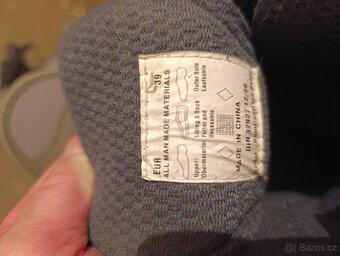 EUR 39
ALL MAN MADE MATERIALS
Upper/
Obermaterial
Lining & Sock
Futter und
Decksohle
Outer Sole
Laufsohle
MADE IN CHINA
Bazoš.cz